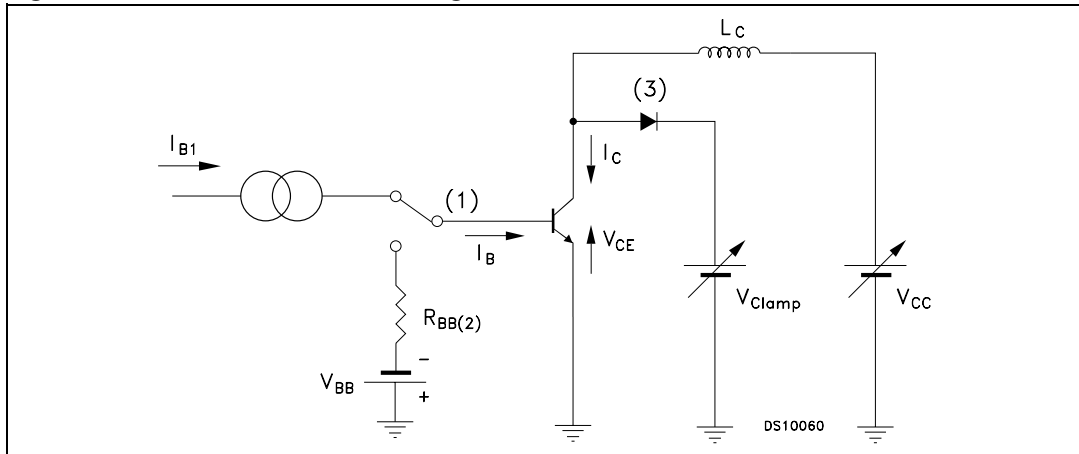 L_C
(3)
I_B1
I_C
(1)
I_B
V_CE
V_Clamp
V_CC
R_BB(2)
−
V_BB
+
DS10060